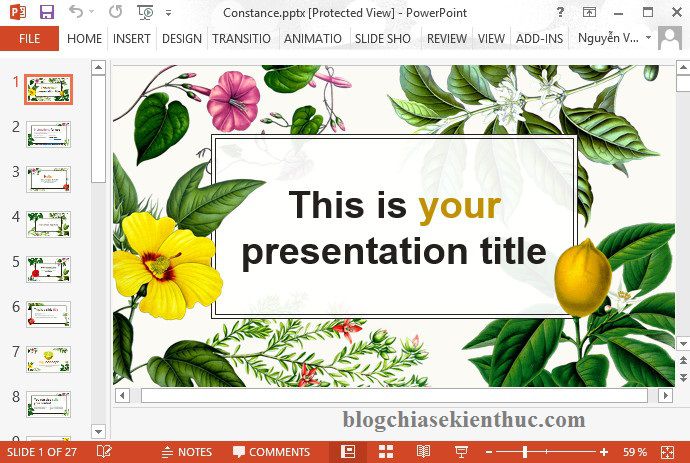 Constance.pptx [Protected View] - PowerPoint
FILE HOME INSERT DESIGN TRANSITIO ANIMATIO SLIDE SHO REVIEW VIEW ADD-INS Nguyễn V...
1
2
3
4
5
6
7
8
9
This is your
presentation title
blogchiasekienthuc.com
SLIDE 1 OF 27 NOTES COMMENTS 59 %